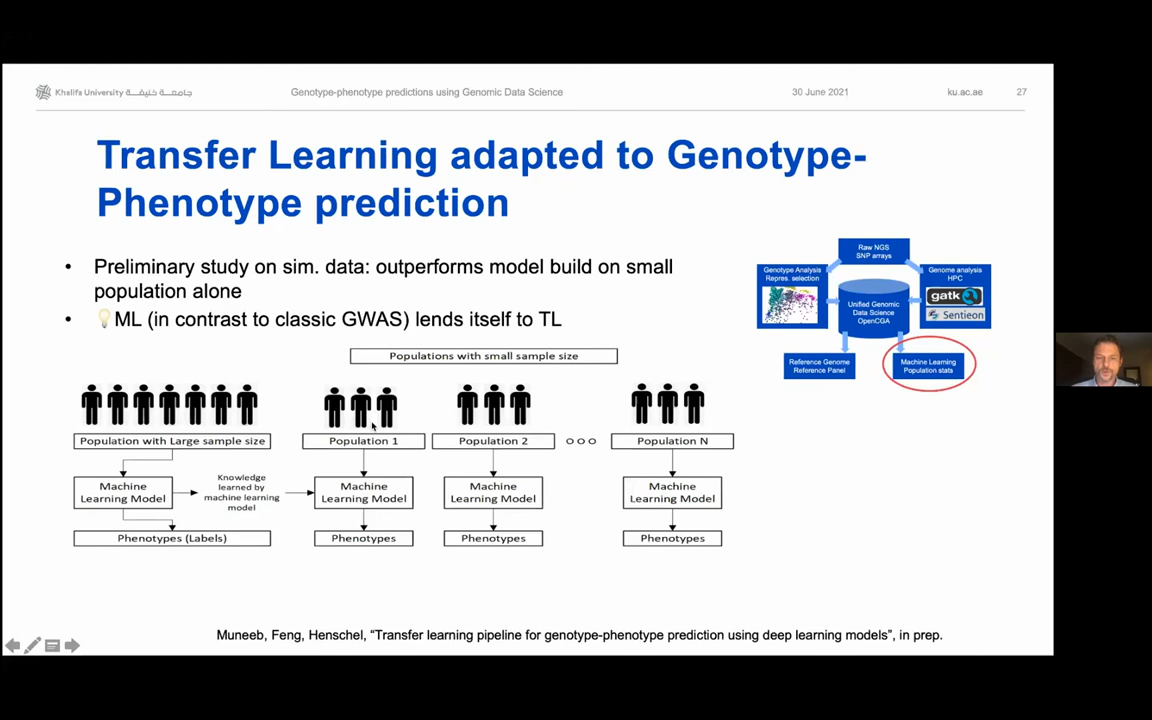 Khalifa University جامعة خليفة
Genotype-phenotype predictions using Genomic Data Science
30 June 2021
ku.ac.ae
27
Transfer Learning adapted to Genotype-
Phenotype prediction
• Preliminary study on sim. data: outperforms model build on small
population alone
• 💡ML (in contrast to classic GWAS) lends itself to TL
Raw NGS
SNP arrays
Genotype Analysis
Repres. selection
Genome analysis
HPC
Unified Genomic
Data Science
OpenCGA
gatk
Sentieon
Reference Genome
Reference Panel
Machine Learning
Population stats
Populations with small sample size
Population with Large sample size
Population 1
Population 2
Population N
Machine
Learning Model
Knowledge
learned by
machine learning
model
Machine
Learning Model
Machine
Learning Model
Machine
Learning Model
Phenotypes (Labels)
Phenotypes
Phenotypes
Phenotypes
Muneeb, Feng, Henschel, “Transfer learning pipeline for genotype-phenotype prediction using deep learning models”, in prep.